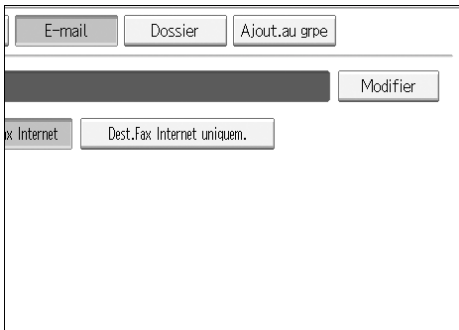 E-mail Dossier Ajout.au grpe
Modifier
Internet Dest.Fax Internet uniquem.